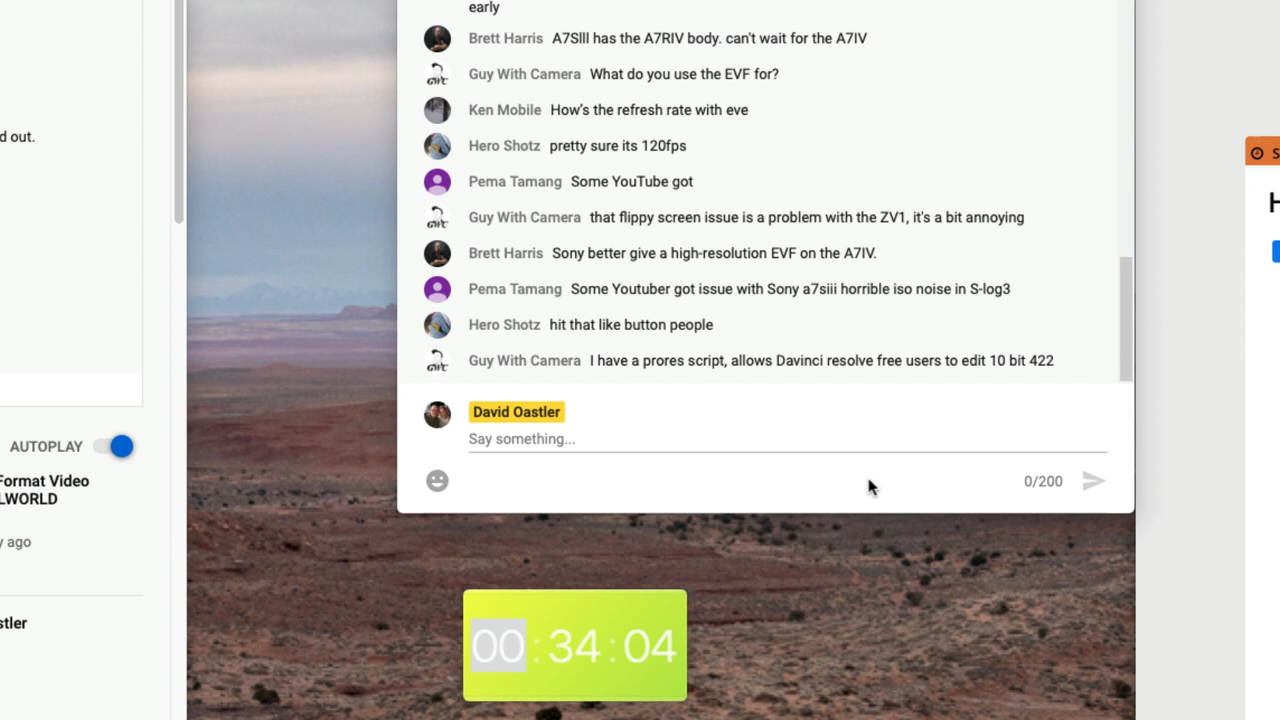 early
Brett Harris A7Slll has the A7RIV body. can't wait for the A7IV
Guy With Camera What do you use the EVF for?
Ken Mobile How's the refresh rate with eve
d out.
Hero Shotz pretty sure its 120fps
S
Pema Tamang Some YouTube got
H
Guy With Camera that flippy screen issue is a problem with the ZV1, it's a bit annoying
Brett Harris Sony better give a high-resolution EVF on the A7IV.
Pema Tamang Some Youtuber got issue with Sony a7siii horrible iso noise in S-log3
Hero Shotz hit that like button people
Guy With Camera I have a prores script, allows Davinci resolve free users to edit 10 bit 422
David Oastler
Say something...
0/200
AUTOPLAY
Format Video
LWORLD
y ago
stler
00:34:04